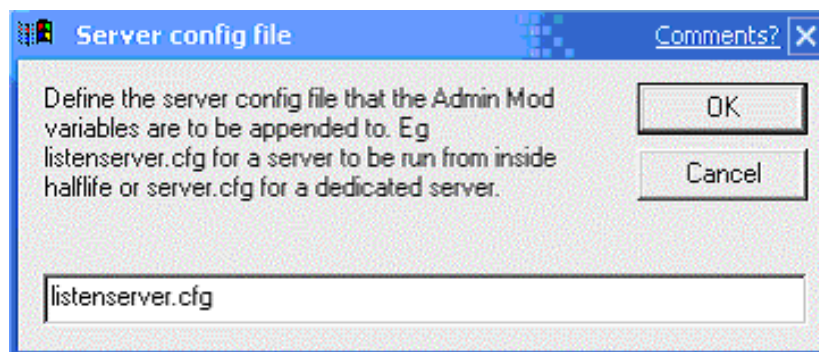 Server config file
Comments?
Define the server config file that the Admin Mod
variables are to be appended to. Eg
listenserver.cfg for a server to be run from inside
halflife or server.cfg for a dedicated server.
OK
Cancel
listenserver.cfg